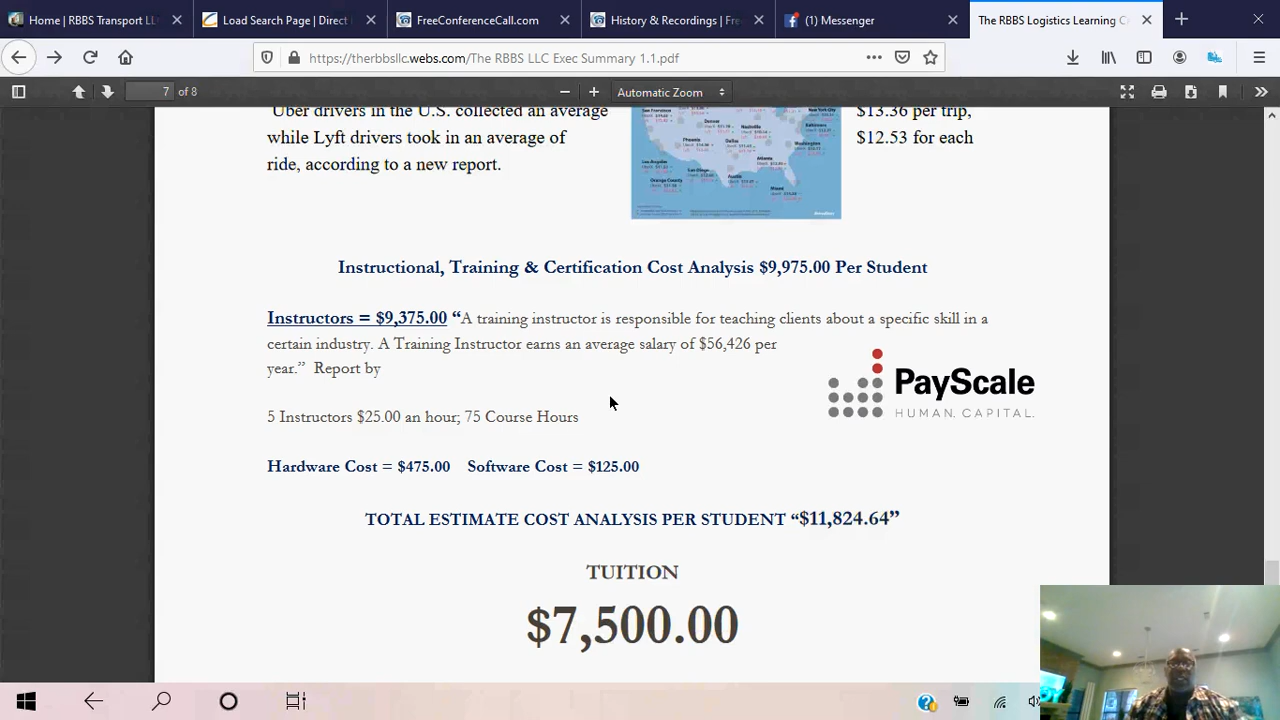 Home | RBBS Transport LL
Load Search Page | Direct
FreeConferenceCall.com
History & Recordings | Fre
(1) Messenger
The RBBS Logistics Learning C
https://therbbsllc.webs.com/The RBBS LLC Exec Summary 1.1.pdf
7 of 8
Automatic Zoom
Uber drivers in the U.S. collected an average
$13.36 per trip,
while Lyft drivers took in an average of
$12.53 for each
ride, according to a new report.
Instructional, Training & Certification Cost Analysis $9,975.00 Per Student
Instructors = $9,375.00 “A training instructor is responsible for teaching clients about a specific skill in a
certain industry. A Training Instructor earns an average salary of $56,426 per
year.” Report by
PayScale
HUMAN. CAPITAL.
5 Instructors $25.00 an hour; 75 Course Hours
Hardware Cost = $475.00 Software Cost = $125.00
TOTAL ESTIMATE COST ANALYSIS PER STUDENT “$11,824.64”
TUITION
$7,500.00